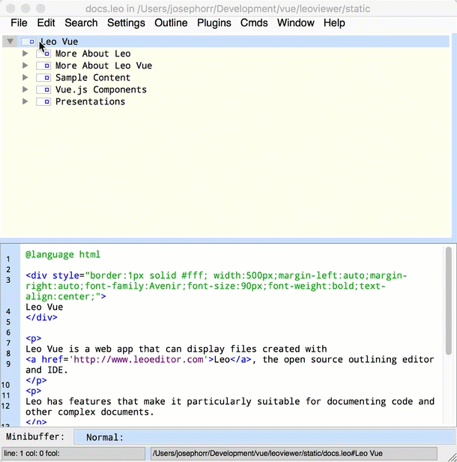 docs.leo in /Users/josephorr/Development/vue/leoviewer/static
File Edit Search Settings Outline Plugins Cmds Window Help
Leo Vue
More About Leo
More About Leo Vue
Sample Content
Vue.js Components
Presentations
1 @language html
2
3 <div style="border:1px solid #fff; width:500px;margin-left:auto;margin-
right:auto;font-family:Avenir;font-size:90px;font-weight:bold;text-
align:center;">
4 Leo Vue
5 </div>
6
7 <p>
8 Leo Vue is a web app that can display files created with
9 <a href='http://www.leoeditor.com'>Leo</a>, the open source outlining editor
and IDE.
10 </p>
11 <p>
12 Leo has features that make it particularly suitable for documenting code and
other complex documents.
</p>
Minibuffer: Normal:
line: 1 col: 0 fcol: /Users/josephorr/Development/vue/leoviewer/static/docs.leo#Leo Vue